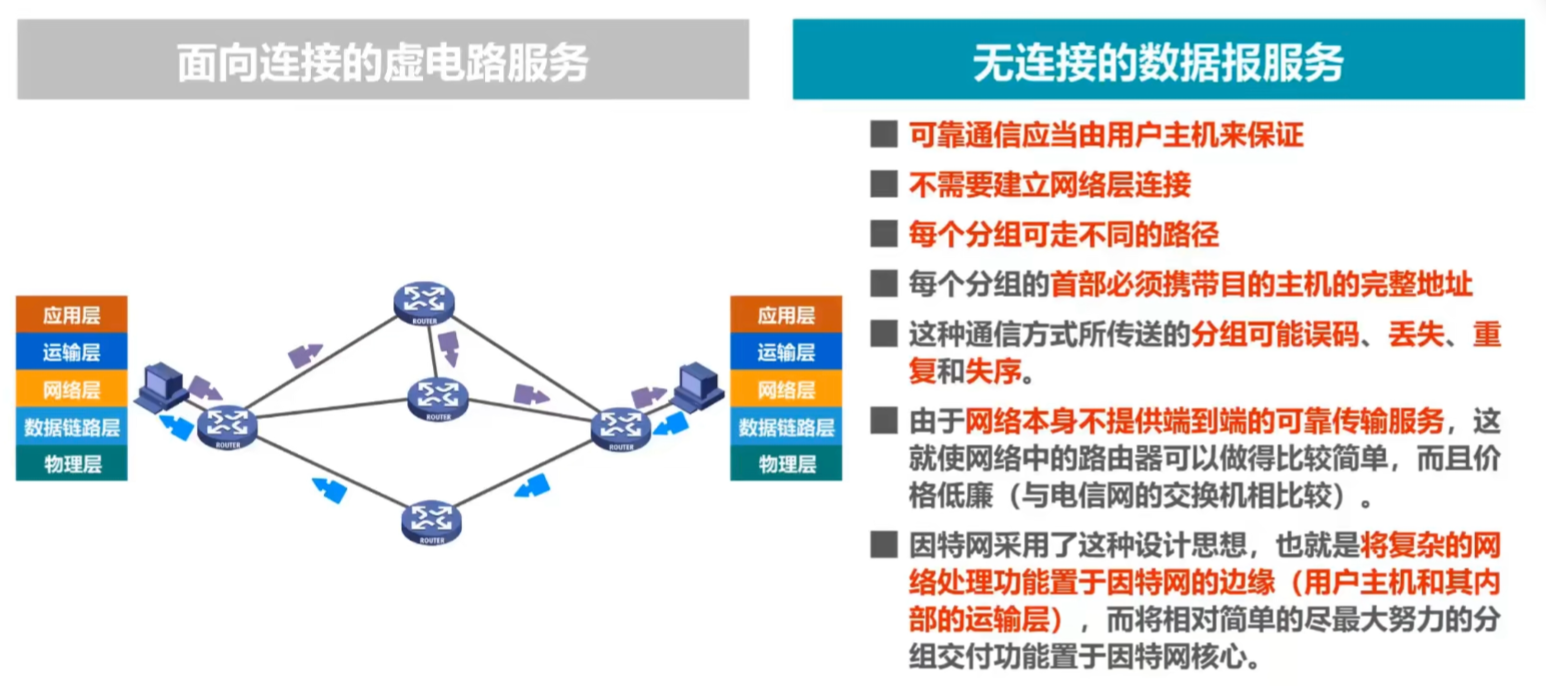 面向连接的虚电路服务
无连接的数据报服务
可靠通信应当由用户主机来保证
不需要建立网络层连接
每个分组可走不同的路径
每个分组的首部必须携带目的主机的完整地址
这种通信方式所传送的分组可能误码、丢失、重
复和失序。
由于网络本身不提供端到端的可靠传输服务，这
就使网络中的路由器可以做得比较简单，而且价
格低廉（与电信网的交换机相比较）。
因特网采用了这种设计思想，也就是将复杂的网
络处理功能置于因特网的边缘（用户主机和其内
部的运输层），而将相对简单的尽最大努力的分
组交付功能置于因特网核心。
应用层
运输层
网络层
数据链路层
物理层
ROUTER
ROUTER
ROUTER
ROUTER
ROUTER
应用层
运输层
网络层
数据链路层
物理层